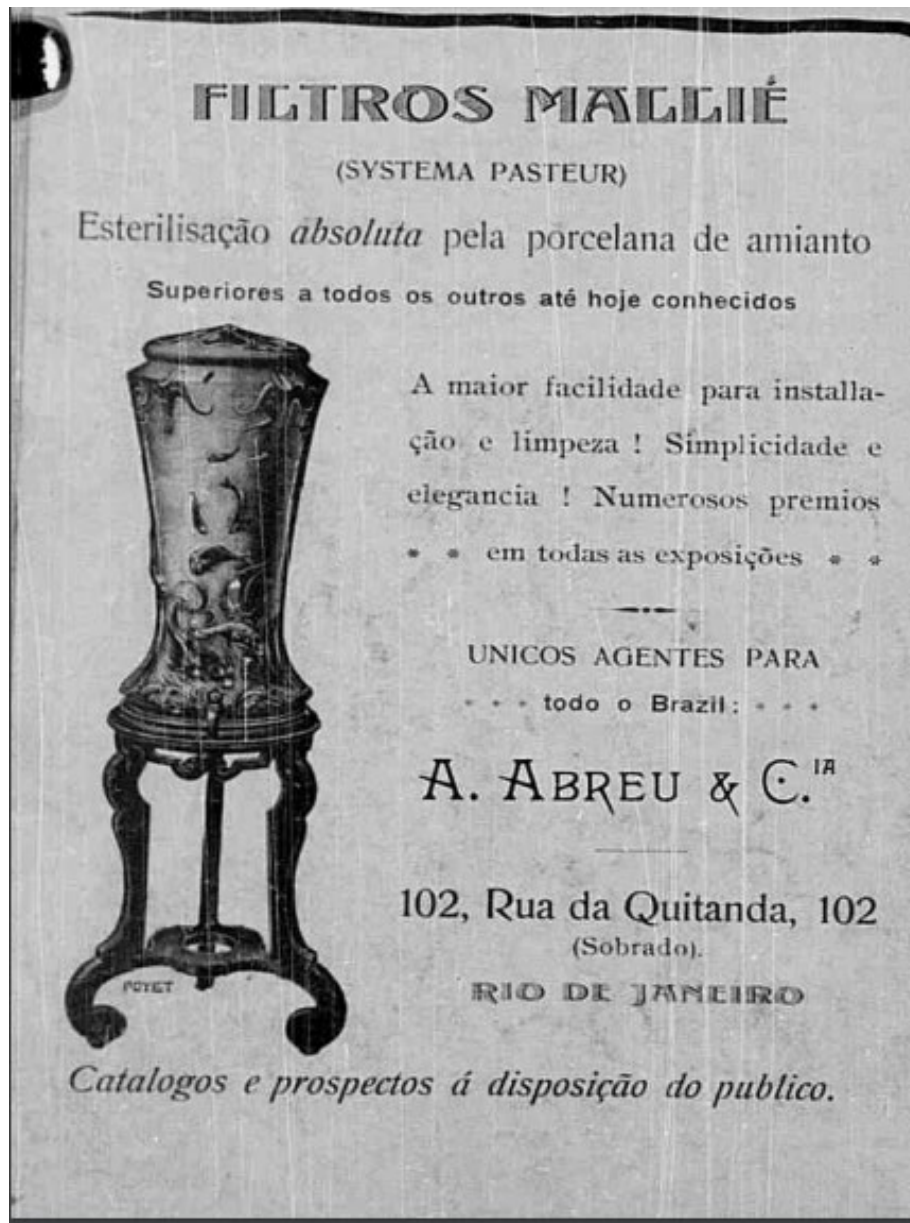 FILTROS MALLIÉ
(SYSTEMA PASTEUR)
Esterilisação absoluta pela porcelana de amianto
Superiores a todos os outros até hoje conhecidos
A maior facilidade para installa-
ção e limpeza ! Simplicidade e
elegancia ! Numerosos premios
* * em todas as exposições * *
UNICOS AGENTES PARA
* * * todo o Brazil: * * *
A. ABREU & C.IA
102, Rua da Quitanda, 102
(Sobrado).
RIO DE JANEIRO
POYET
Catalogos e prospectos á disposição do publico.